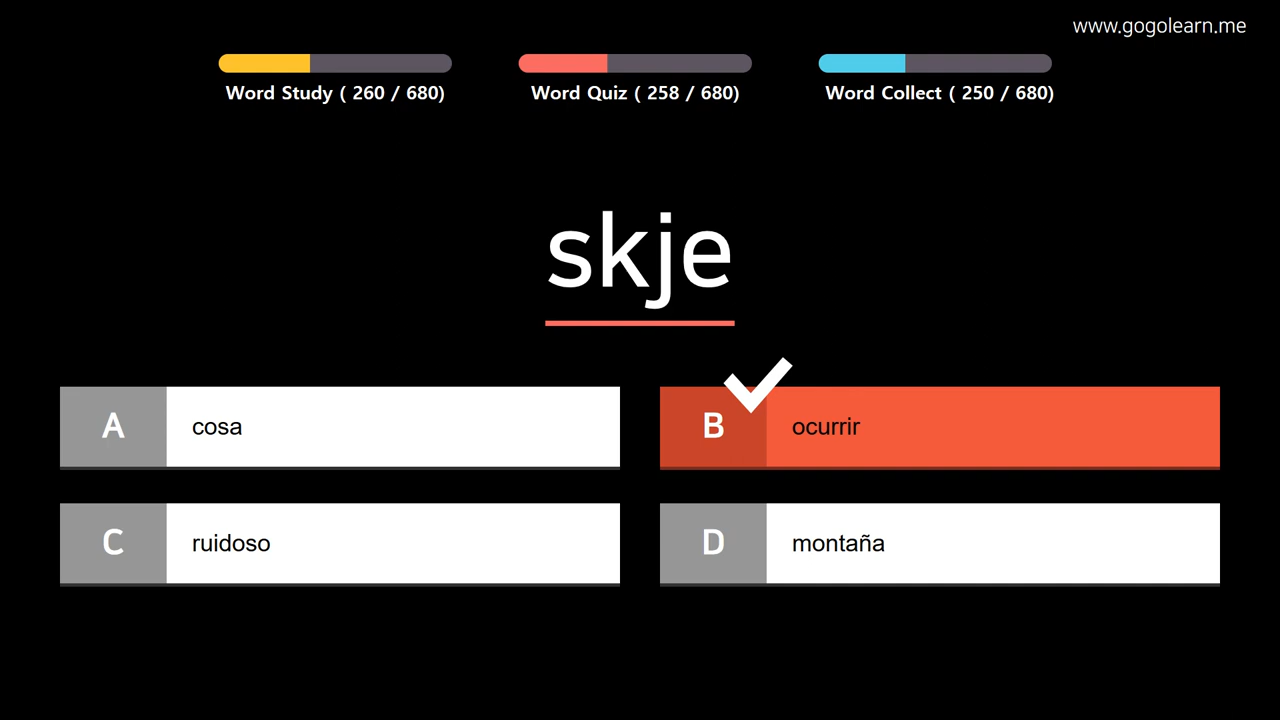 www.gogolearn.me
Word Study ( 260 / 680)
Word Quiz ( 258 / 680)
Word Collect ( 250 / 680)
skje
A
cosa
B
ocurrir
C
ruidoso
D
montaña